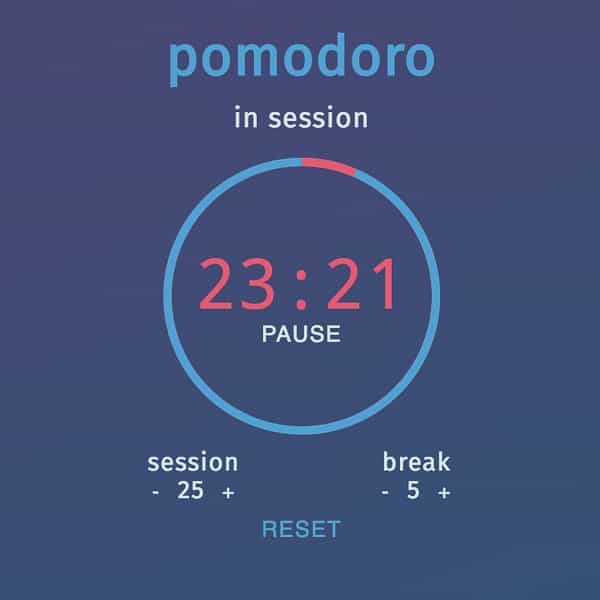 pomodoro
in session
23:21
PAUSE
session break
- 25 + - 5 +
RESET